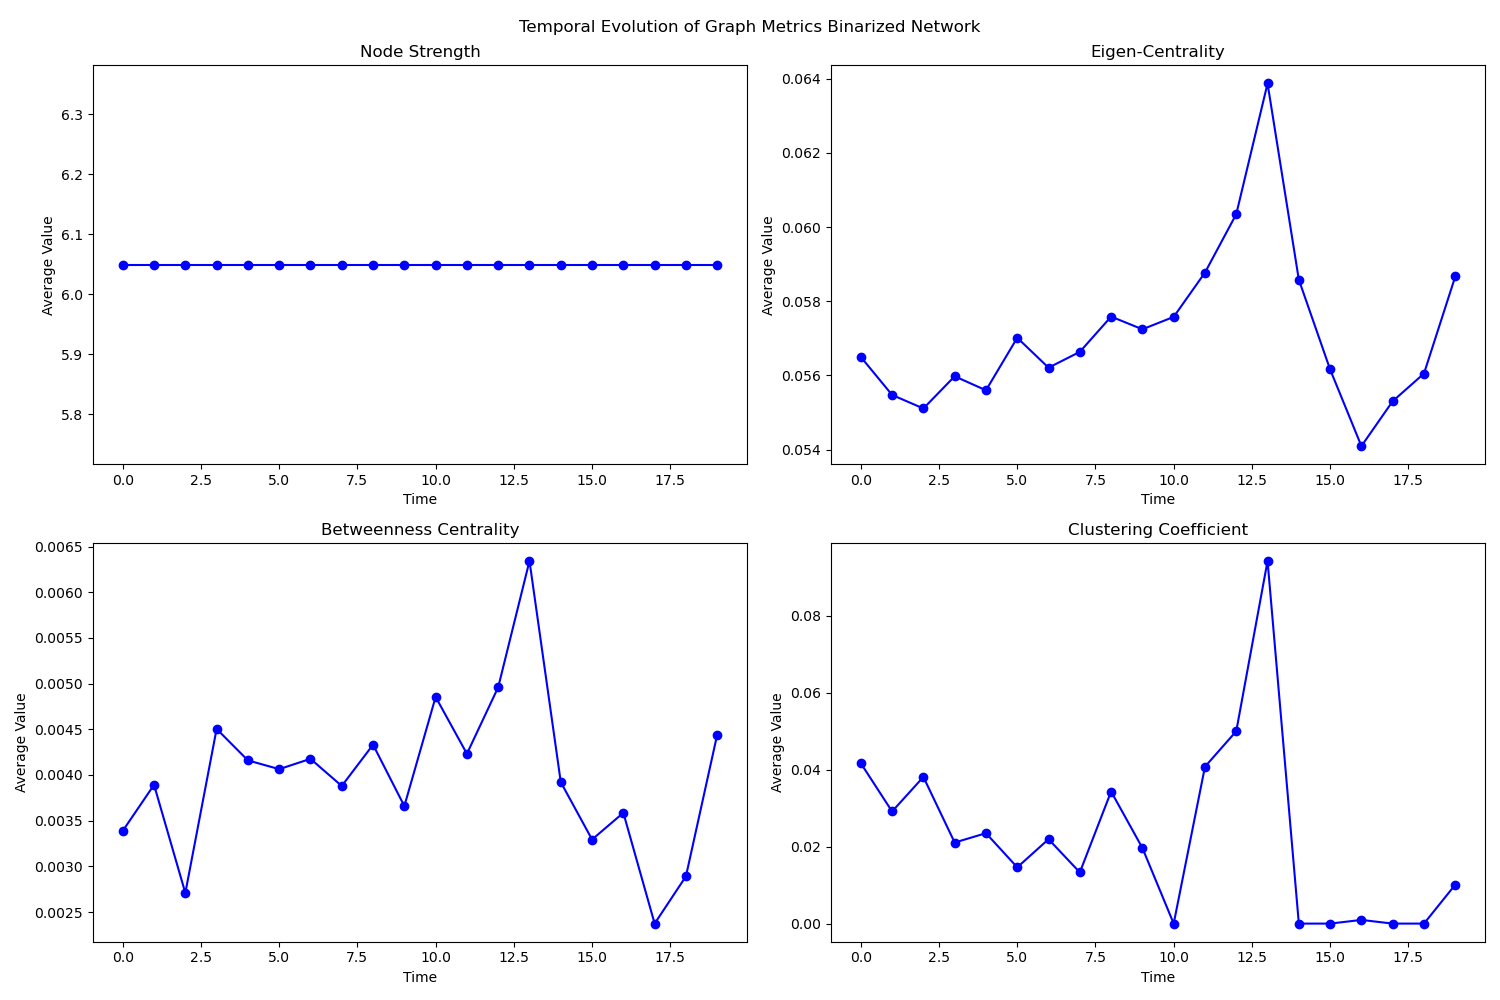 Temporal Evolution of Graph Metrics Binarized Network
Node Strength
6.3
6.2
6.1
6.0
5.9
5.8
Average Value
0.0 2.5 5.0 7.5 10.0 12.5 15.0 17.5
Time
Eigen-Centrality
0.064
0.062
0.060
0.058
0.056
0.054
Average Value
0.0 2.5 5.0 7.5 10.0 12.5 15.0 17.5
Time
Betweenness Centrality
0.0065
0.0060
0.0055
0.0050
0.0045
0.0040
0.0035
0.0030
0.0025
Average Value
0.0 2.5 5.0 7.5 10.0 12.5 15.0 17.5
Time
Clustering Coefficient
0.08
0.06
0.04
0.02
0.00
Average Value
0.0 2.5 5.0 7.5 10.0 12.5 15.0 17.5
Time